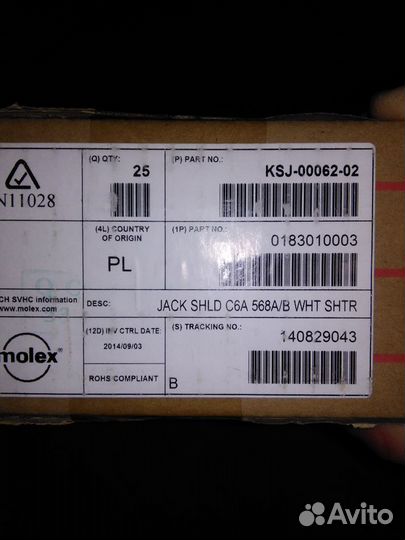 (Q) QTY:
25
(P) PART NO.:
KSJ-00062-02
N11028
(4L) COUNTRY
OF ORIGIN
PL
(1P) PART NO.:
0183010003
CH SVHC information
www.molex.com
DESC:
JACK SHLD C6A 568A/B WHT SHTR
molex
(12D) INV CTRL DATE:
2014/09/03
(S) TRACKING NO.:
140829043
ROHS COMPLIANT
B
Avito